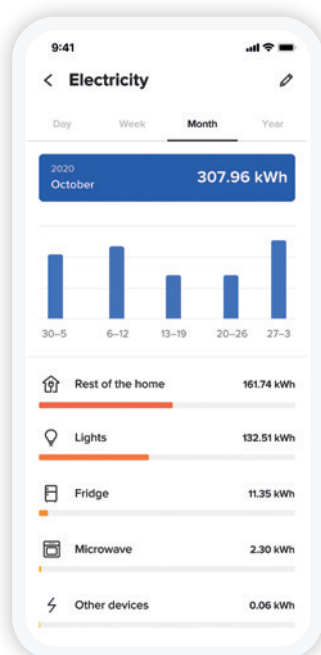 9:41
Electricity
Day Week Month Year
2020
October 307.96 kWh
30–5 6–12 13–19 20–26 27–3
Rest of the home 161.74 kWh
Lights 132.51 kWh
Fridge 11.35 kWh
Microwave 2.30 kWh
Other devices 0.06 kWh